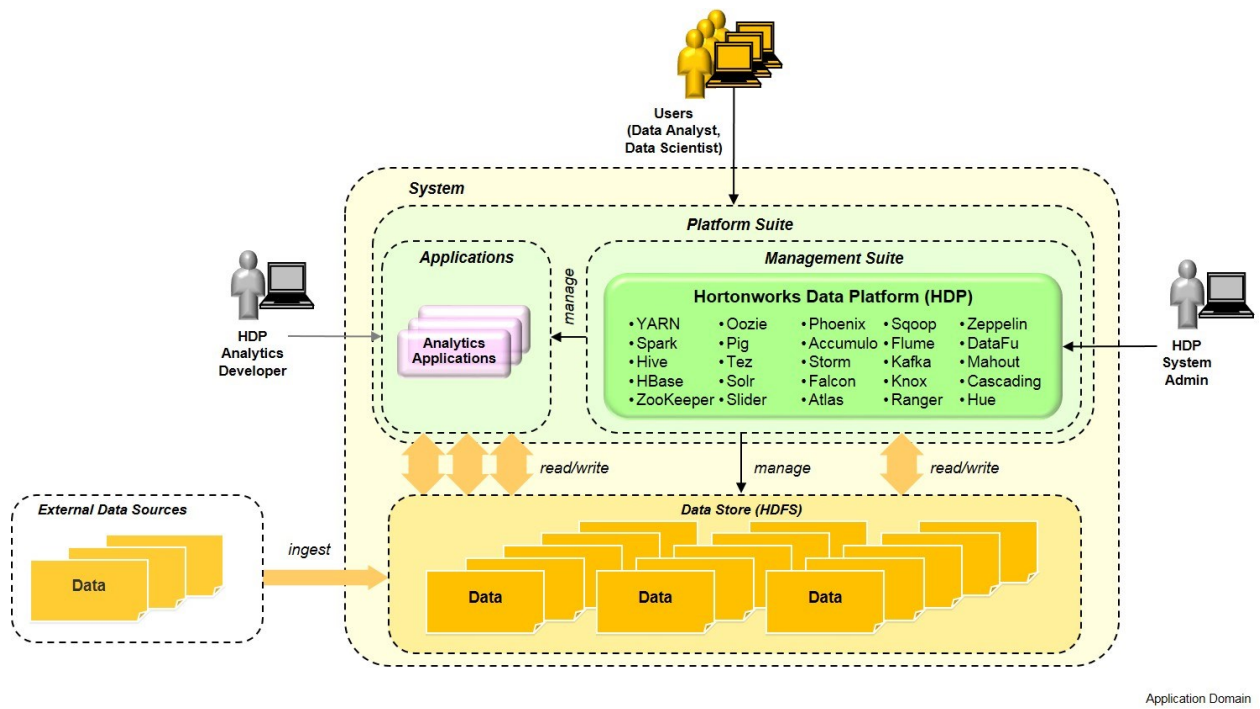 Users
(Data Analyst,
Data Scientist)
System
Platform Suite
Applications
Management Suite
Hortonworks Data Platform (HDP)
• YARN • Oozie • Phoenix • Sqoop • Zeppelin
• Spark • Pig • Accumulo • Flume • DataFu
• Hive • Tez • Storm • Kafka • Mahout
• HBase • Solr • Falcon • Knox • Cascading
• ZooKeeper • Slider • Atlas • Ranger • Hue
manage
Analytics
Applications
HDP
Analytics
Developer
HDP
System
Admin
read/write
manage
read/write
External Data Sources
Data
ingest
Data Store (HDFS)
Data
Data
Data
Application Domain